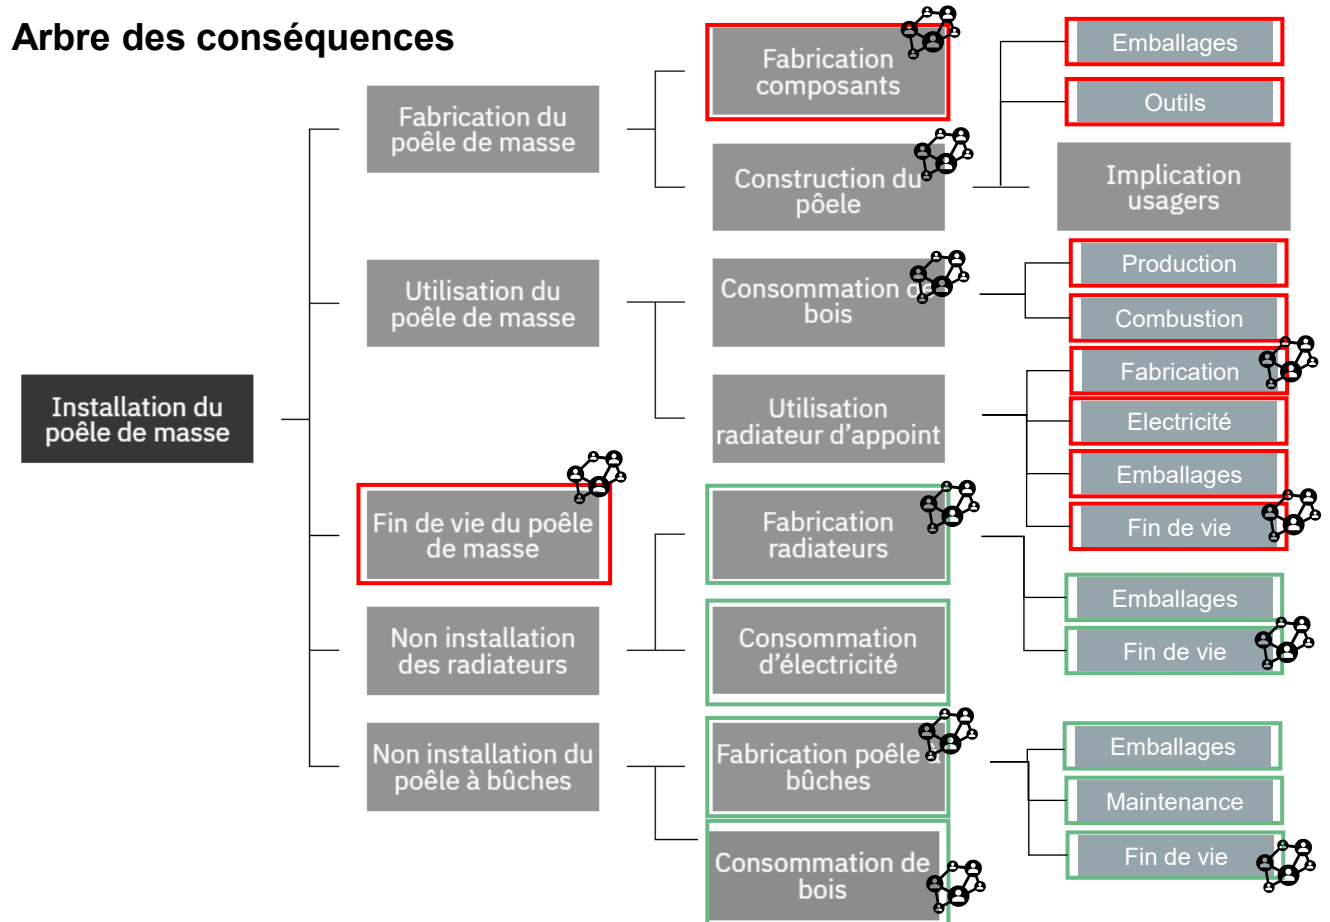 Arbre des conséquences
Installation du
poêle de masse
Fabrication du
poêle de masse
Utilisation du
poêle de masse
Fin de vie du poêle
de masse
Non installation
des radiateurs
Non installation du
poêle à bûches
Fabrication
composants
Construction du
pôele
Consommation de
bois
Utilisation
radiateur d'appoint
Fabrication
radiateurs
Consommation
d'électricité
Fabrication poêle à
bûches
Consommation de
bois
Emballages
Outils
Implication
usagers
Production
Combustion
Fabrication
Electricité
Emballages
Fin de vie
Emballages
Fin de vie
Emballages
Maintenance
Fin de vie